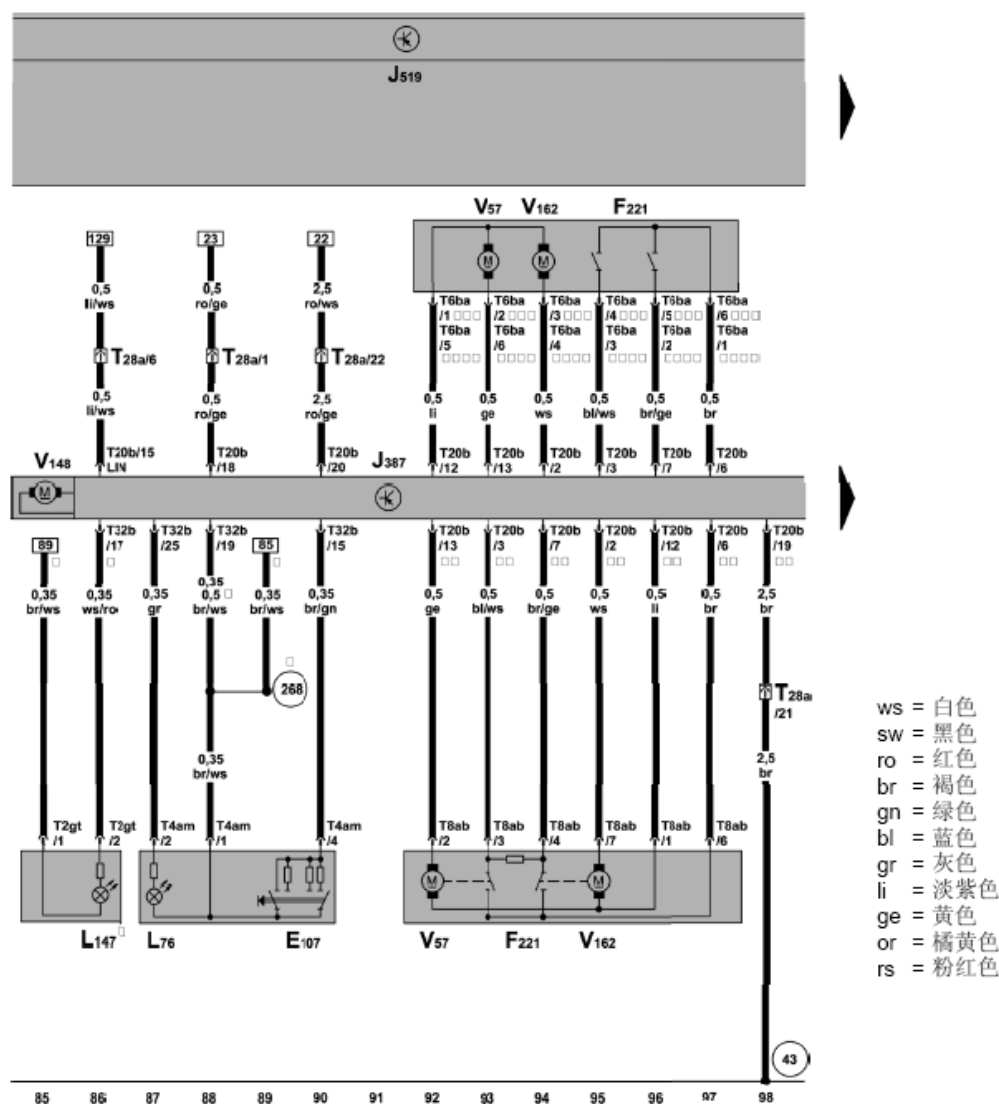 J519
V57 V162 F221
129 23 22
0,5 0,5 2,5
li/ws ro/ge ro/ws
T6ba T6ba T6ba T6ba T6ba T6ba
/1 /2 /3 /4 /5 /6
T6ba T6ba T6ba T6ba T6ba T6ba
/5 /6 /4 /3 /2 /1
T28a/6 T28a/1 T28a/22
0,5 0,5 2,5 0,5 0,5 0,5 0,5 0,5 0,5
li/ws ro/ge ro/ge li ge ws bl/ws br/ge br
V148 T20b/15 T20b T20b J387 T20b T20b T20b T20b T20b T20b
LIN /18 /20 /12 /13 /2 /3 /7 /6
M
T32b T32b T32b T32b T20b T20b T20b T20b T20b T20b T20b
89 /17 /25 /19 85 /15 /13 /3 /7 /2 /12 /6 /19
0,35 0,35 0,35 0,35 0,35 0,35 0,5 0,5 0,5 0,5 0,5 0,5 2,5
0,5
br/ws ws/ro gr br/ws br/ws br/gn ge bl/ws br/ge ws li br br
268
T28a
/21
0,35 2,5
br/ws br
T2gt T2gt T4am T4am T4am T8ab T8ab T8ab T8ab T8ab T8ab
/1 /2 /2 /1 /4 /2 /3 /4 /7 /1 /6
M M
L147 L76 E107 V57 F221 V162
43
85 86 87 88 89 90 91 92 93 94 95 96 97 98
ws = 白色
sw = 黑色
ro = 红色
br = 褐色
gn = 绿色
bl = 蓝色
gr = 灰色
li = 淡紫色
ge = 黄色
or = 橘黄色
rs = 粉红色